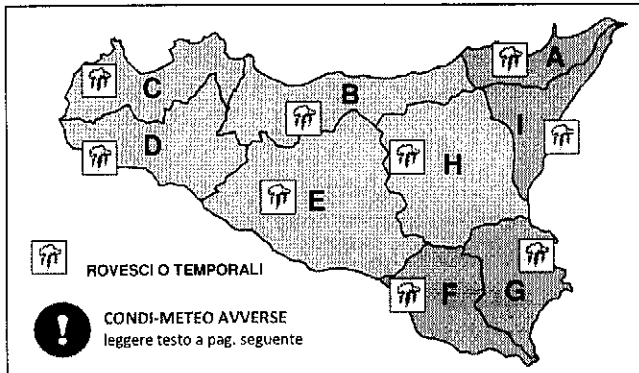 A
C
B
I
D
H
E
F
G
ROVESCI O TEMPORALI
!
CONDI-METEO AVVERSE
leggere testo a pag. seguente